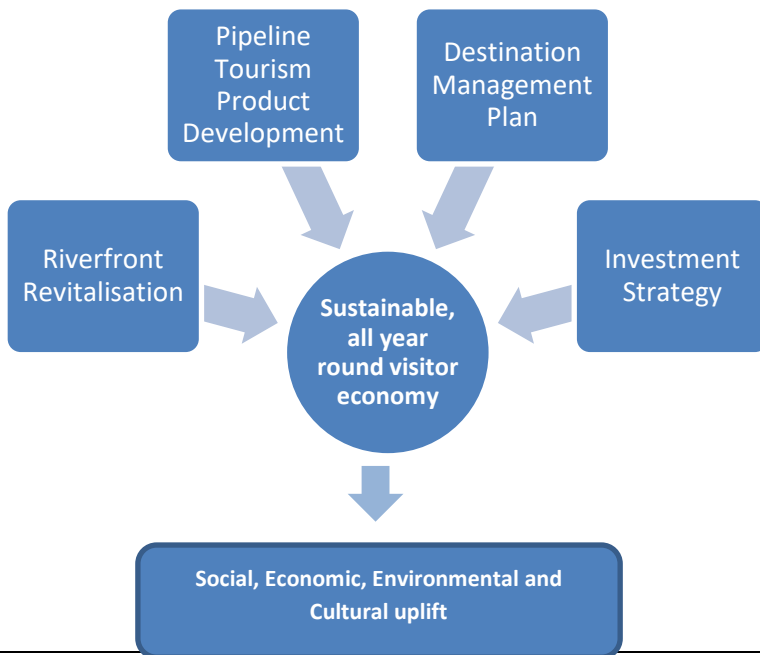 Pipeline
Tourism
Product
Development
Destination
Management
Plan
Riverfront
Revitalisation
Investment
Strategy
Sustainable,
all year
round visitor
economy
Social, Economic, Environmental and
Cultural uplift